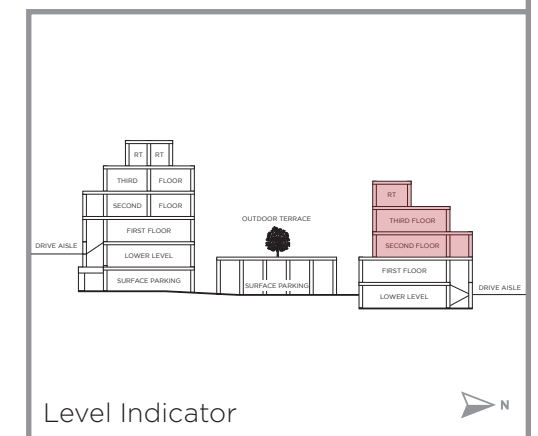 RT RT
THIRD FLOOR
SECOND FLOOR
FIRST FLOOR
DRIVE AISLE
LOWER LEVEL
SURFACE PARKING
OUTDOOR TERRACE
SURFACE PARKING
RT
THIRD FLOOR
SECOND FLOOR
FIRST FLOOR
LOWER LEVEL
DRIVE AISLE
Level Indicator
N